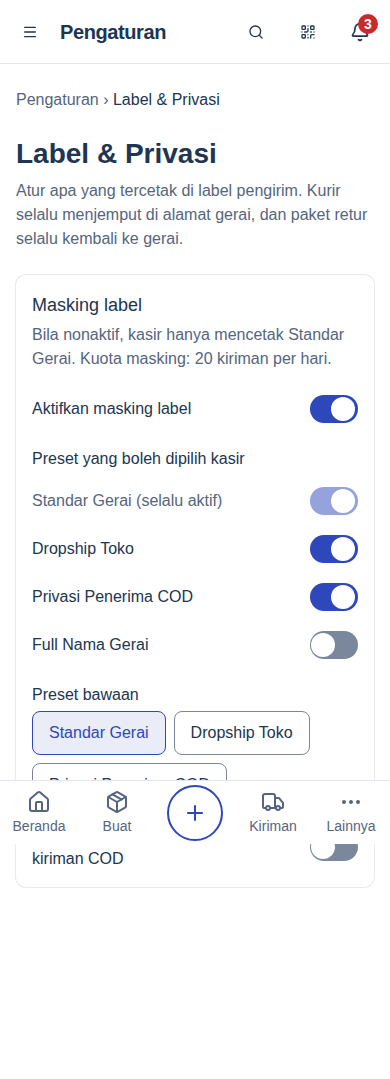 Pengaturan
3
Pengaturan › Label & Privasi
Label & Privasi
Atur apa yang tercetak di label pengirim. Kurir
selalu menjemput di alamat gerai, dan paket retur
selalu kembali ke gerai.
Masking label
Bila nonaktif, kasir hanya mencetak Standar
Gerai. Kuota masking: 20 kiriman per hari.
Aktifkan masking label
Preset yang boleh dipilih kasir
Standar Gerai (selalu aktif)
Dropship Toko
Privasi Penerima COD
Full Nama Gerai
Preset bawaan
Standar Gerai
Dropship Toko
Beranda
Buat
Kiriman
Lainnya
kiriman COD